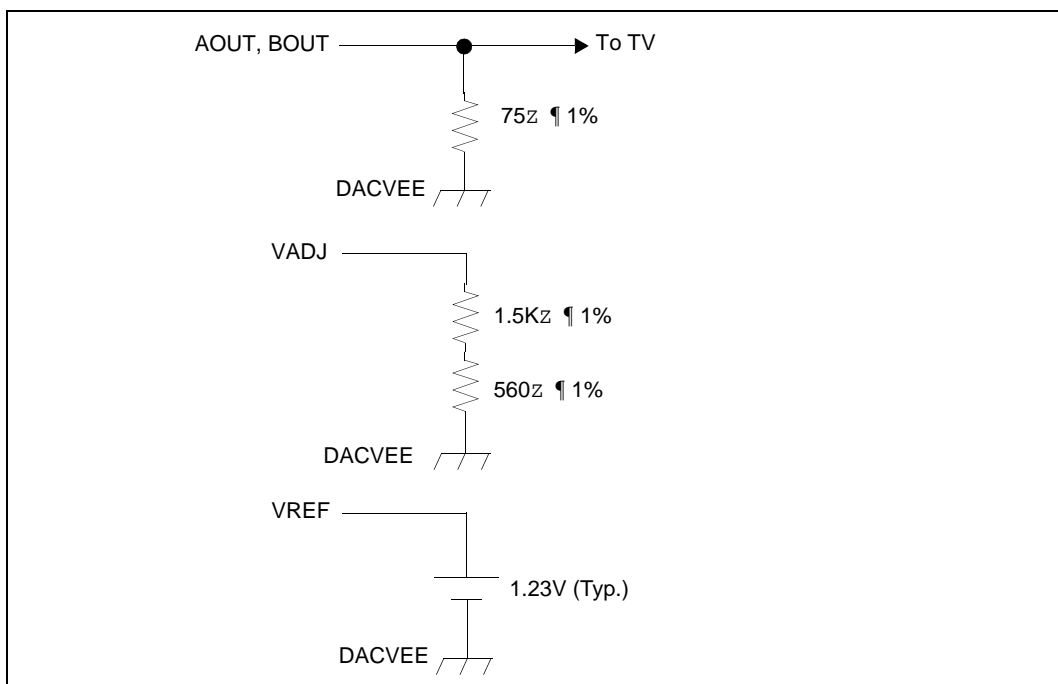 AOUT, BOUT
To TV
75Z ¶ 1%
DACVEE
VADJ
1.5KZ ¶ 1%
560Z ¶ 1%
DACVEE
VREF
1.23V (Typ.)
DACVEE